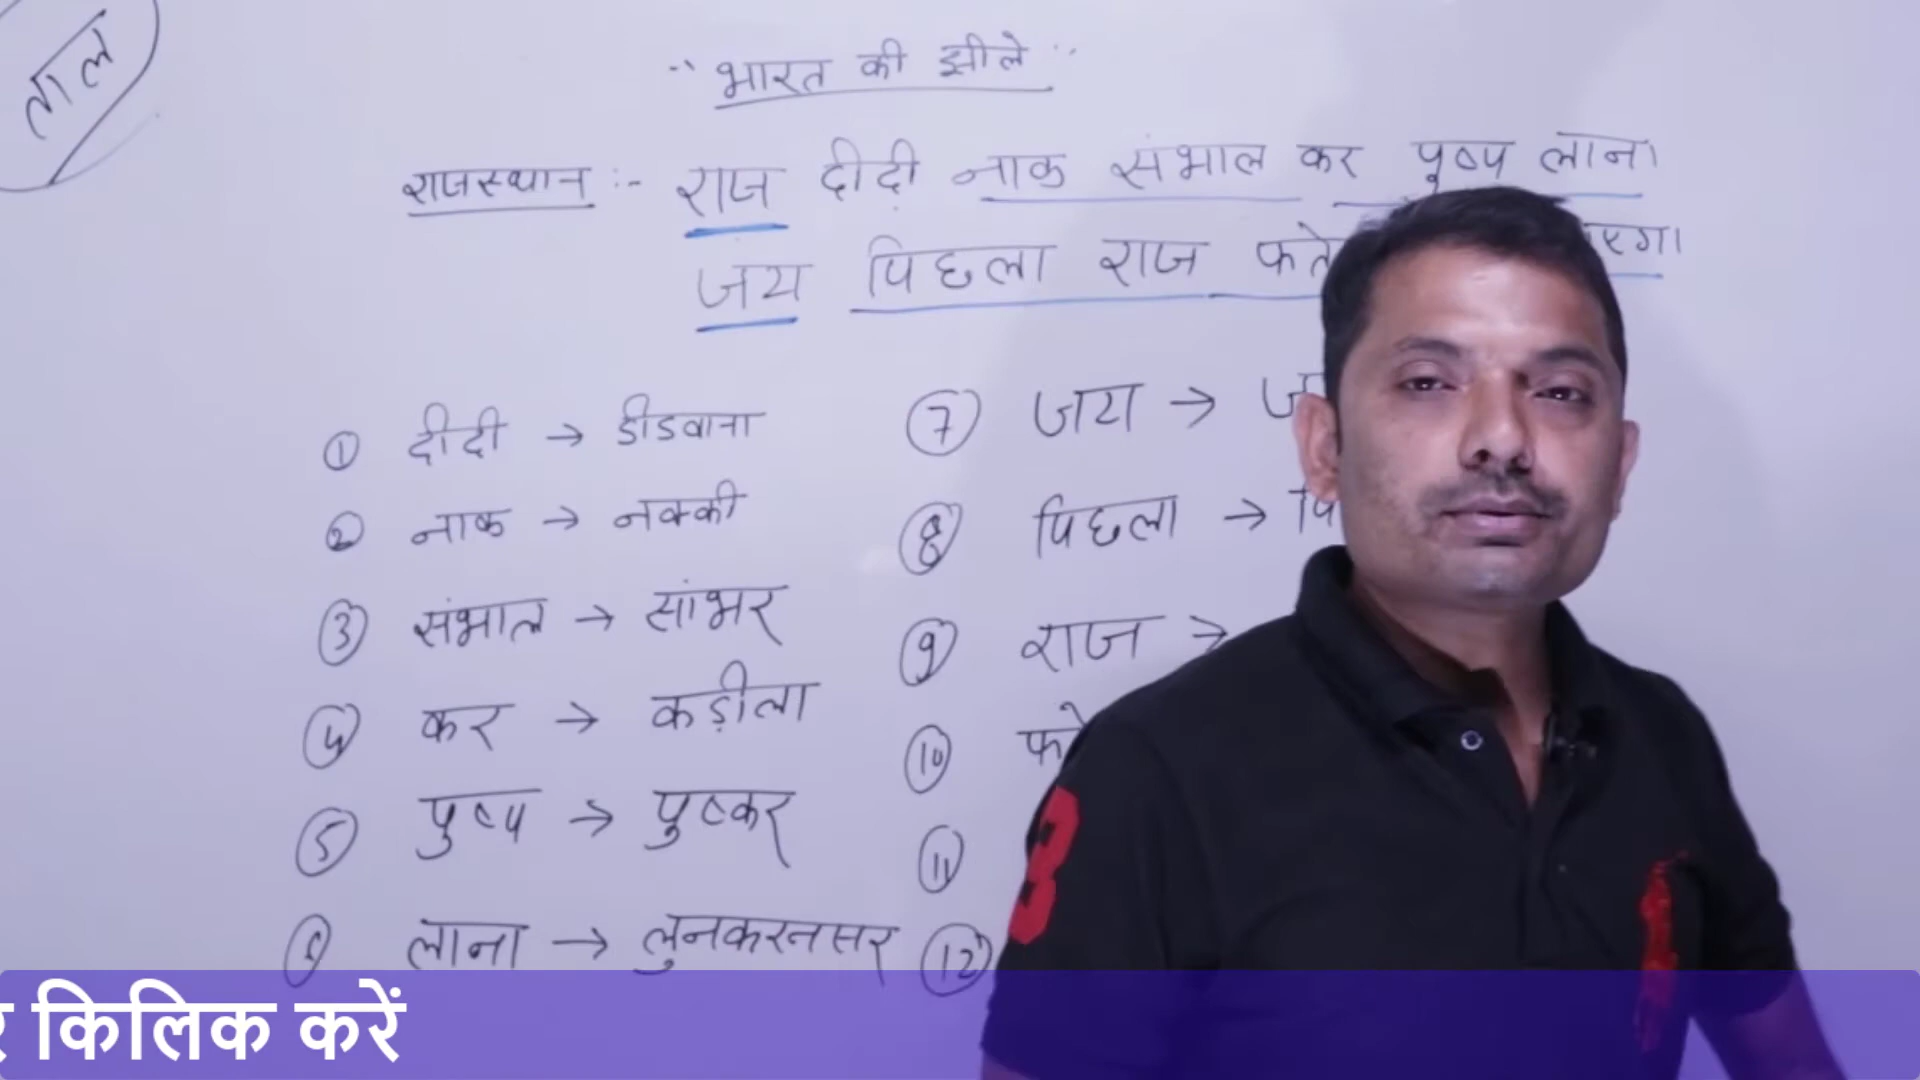 ताल
"भारत की झीले"
राजस्थान :- राज दीदी नाक संभाल कर पुष्प लाना
जय पिछला राज फते
① दीदी → डीडवाना
② नाक → नक्की
③ संभाल → सांभर
④ कर → कड़ीला
⑤ पुष्प → पुष्कर
⑥ लाना → लुनकरनसर
⑦ जय →
⑧ पिछला →
⑨ राज →
⑩
⑪
⑫
किलिक करें